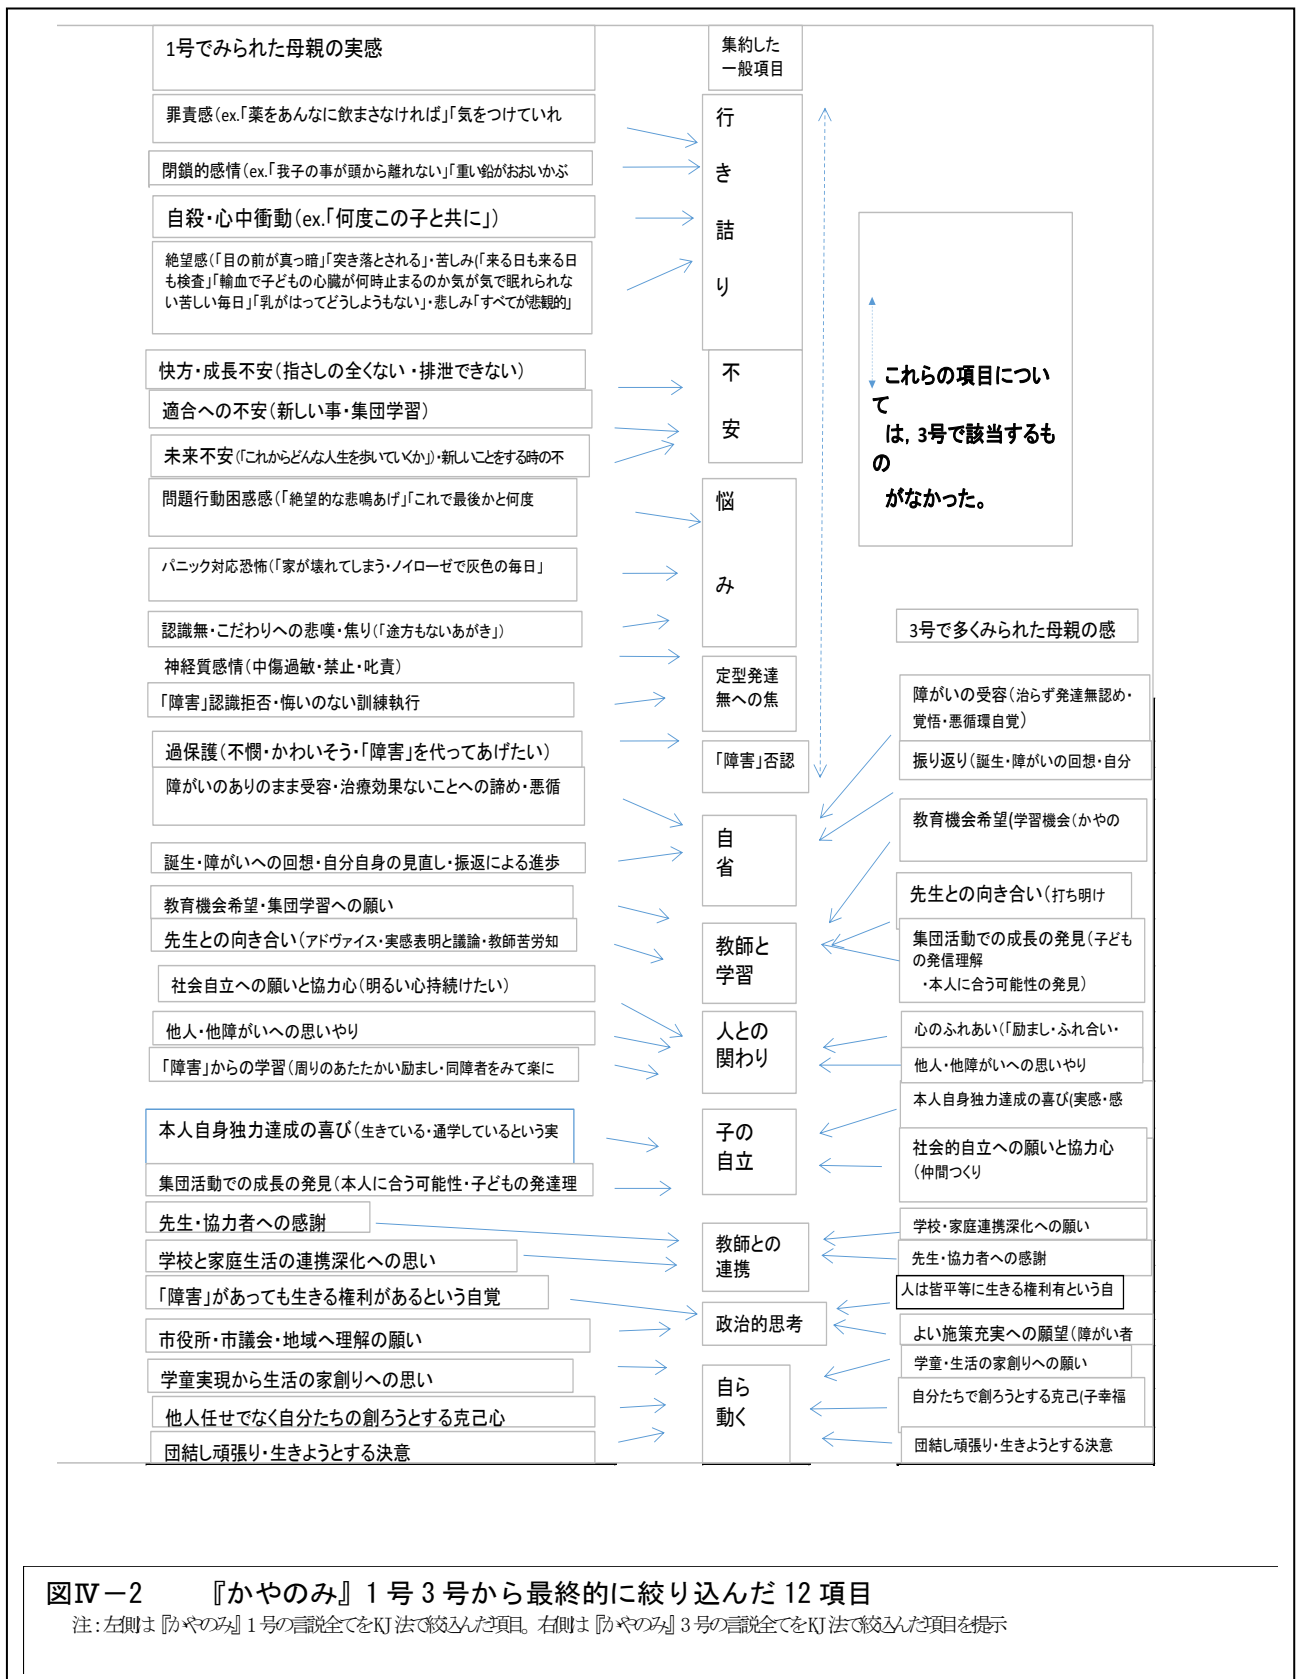 1号でみられた母親の実感
罪責感(ex.「薬をあんなに飲まさなければ」「気をつけていれ
閉鎖的感情(ex.「我子の事が頭から離れない」「重い鉛がおおいかぶ
自殺・心中衝動(ex.「何度この子と共に」)
絶望感(「目の前が真っ暗」「突き落とされる」・苦しみ(「来る日も来る日
も検査」「輸血で子どもの心臓が何時止まるのか気が気で眠れられな
い苦しい毎日」「乳がはってどうしようもない」・悲しみ「すべてが悲観的」
快方・成長不安(指さしの全くない・排泄できない)
適合への不安(新しい事・集団学習)
未来不安(「これからどんな人生を歩いていくか」)・新しいことをする時の不
問題行動困惑感(「絶望的な悲鳴あげ」「これで最後かと何度
パニック対応恐怖(「家が壊れてしまう・ノイローゼで灰色の毎日」
認識無・こだわりへの悲嘆・焦り(「途方もないあがき」)
神経質感情(中傷過敏・禁止・叱責)
「障害」認識拒否・悔いのない訓練執行
過保護(不憫・かわいそう・「障害」を代ってあげたい)
障がいのありのまま受容・治療効果ないことへの諦め・悪循
誕生・障がいへの回想・自分自身の見直し・振返による進歩
教育機会希望・集団学習への願い
先生との向き合い(アドヴァイス・実感表明と議論・教師苦労知
社会自立への願いと協力心(明るい心持続けたい)
他人・他障がいへの思いやり
「障害」からの学習(周りのあたたかい励まし・同障者をみて楽に
本人自身独力達成の喜び(生きている・通学しているという実
集団活動での成長の発見(本人に合う可能性・子どもの発達理
先生・協力者への感謝
学校と家庭生活の連携深化への思い
「障害」があっても生きる権利があるという自覚
市役所・市議会・地域へ理解の願い
学童実現から生活の家創りへの思い
他人任せでなく自分たちの創ろうとする克己心
団結し頑張り・生きようとする決意
集約した
一般項目
行
き
詰
り
不
安
悩
み
定型発達
無への焦
「障害」否認
自
省
教師と
学習
人との
関わり
子の
自立
教師との
連携
政治的思考
自ら
動く
これらの項目につい
て
は, 3号で該当するも
の
がなかった。
3号で多くみられた母親の感
障がいの受容(治らず発達無認め・
覚悟・悪循環自覚)
振り返り(誕生・障がいの回想・自分
教育機会希望(学習機会(かやの
先生との向き合い(打ち明け
集団活動での成長の発見(子ども
の発信理解
・本人に合う可能性の発見)
心のふれあい(「励まし・ふれ合い・
他人・他障がいへの思いやり
本人自身独力達成の喜び(実感・感
社会的自立への願いと協力心
(仲間つくり
学校・家庭連携深化への願い
先生・協力者への感謝
人は皆平等に生きる権利有という自
よい施策充実への願望(障がい者
学童・生活の家創りへの願い
自分たちで創ろうとする克己(子幸福
団結し頑張り・生きようとする決意
図Ⅳ－2 『かやのみ』1号3号から最終的に絞り込んだ12項目
注:左側は『かやのみ』1号の言説全てをKJ法で絞込んだ項目。右側は『かやのみ』3号の言説全てをKJ法で絞込んだ項目を提示